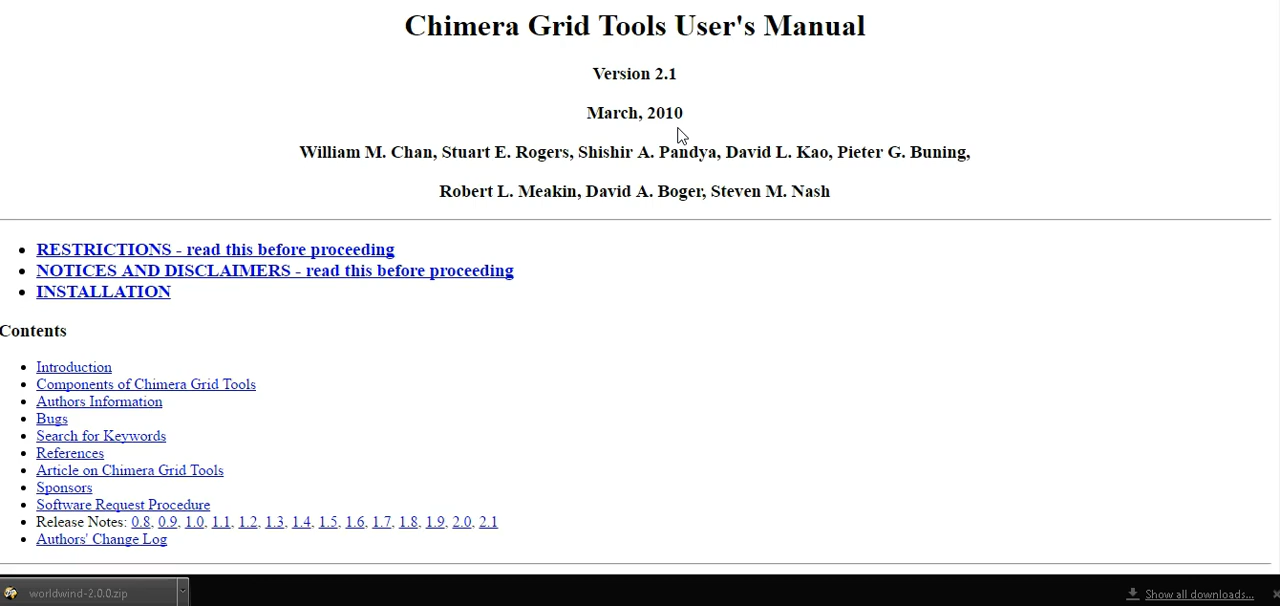 Chimera Grid Tools User's Manual
Version 2.1
March, 2010
William M. Chan, Stuart E. Rogers, Shishir A. Pandya, David L. Kao, Pieter G. Buning,
Robert L. Meakin, David A. Boger, Steven M. Nash
RESTRICTIONS - read this before proceeding
NOTICES AND DISCLAIMERS - read this before proceeding
INSTALLATION
Contents
Introduction
Components of Chimera Grid Tools
Authors Information
Bugs
Search for Keywords
References
Article on Chimera Grid Tools
Sponsors
Software Request Procedure
Release Notes: 0.8, 0.9, 1.0, 1.1, 1.2, 1.3, 1.4, 1.5, 1.6, 1.7, 1.8, 1.9, 2.0, 2.1
Authors' Change Log
worldwind-2.0.0.zip
Show all downloads...